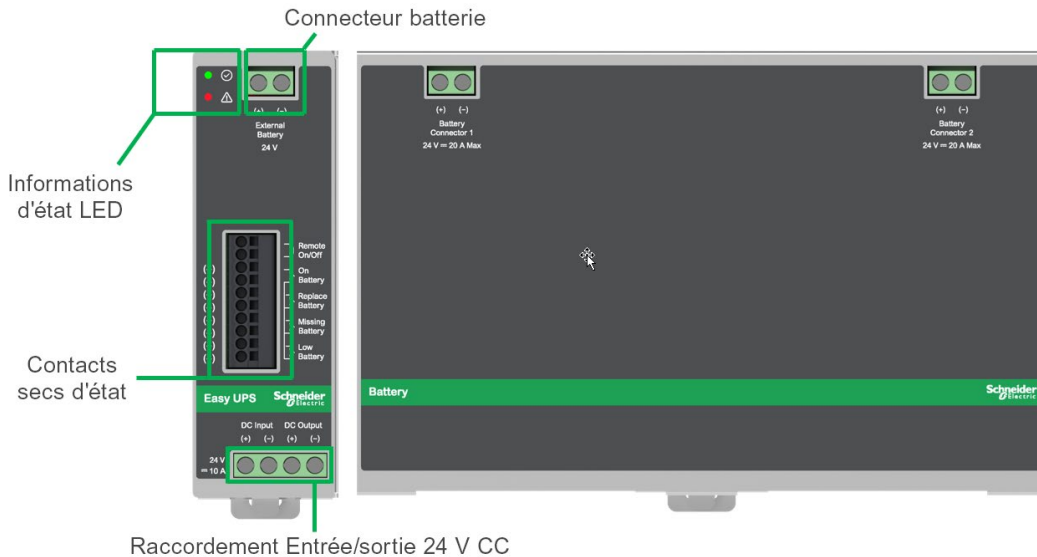 Connecteur batterie
(+) (-)
External
Battery
24 V
(+) (-)
Battery
Connector 1
24 V ⎓ 20 A Max
(+) (-)
Battery
Connector 2
24 V ⎓ 20 A Max
Informations
d'état LED
Remote
On/Off
On
Battery
Replace
Battery
Missing
Battery
Low
Battery
Contacts
secs d'état
Easy UPS
Schneider
Electric
Battery
Schneider
Electric
DC Input DC Output
(+) (-) (+) (-)
24 V
⎓ 10 A
Raccordement Entrée/sortie 24 V CC